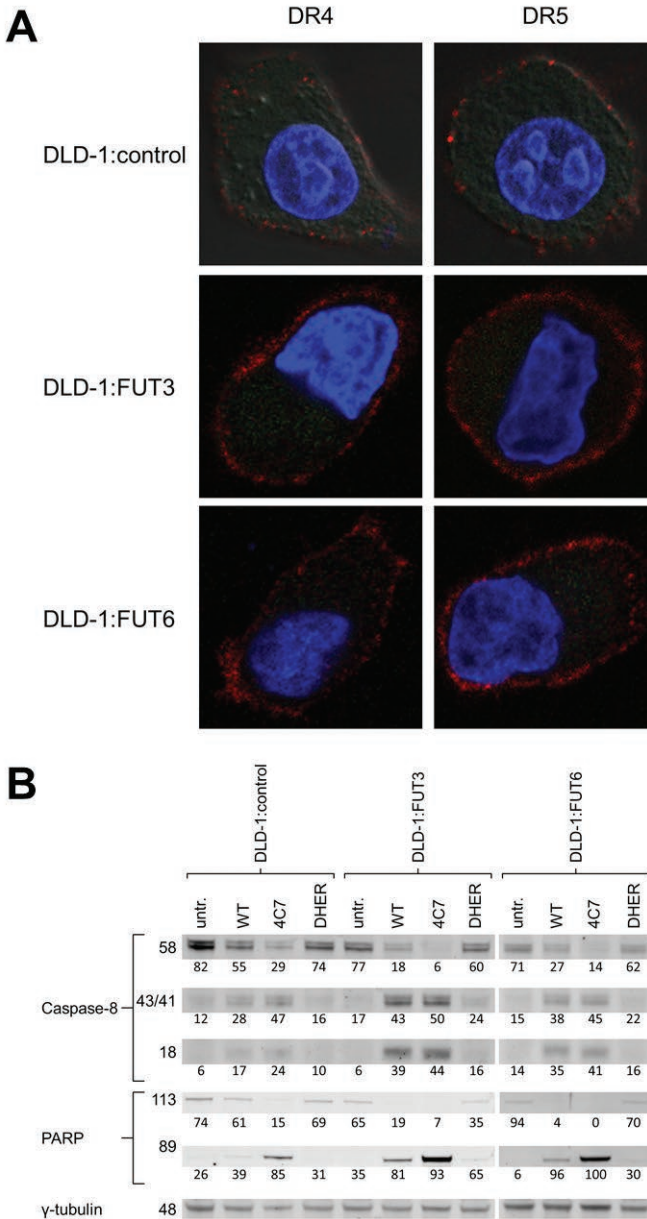 A
DR4 DR5
DLD-1:control
DLD-1:FUT3
DLD-1:FUT6
B
DLD-1:control DLD-1:FUT3 DLD-1:FUT6
untr. WT 4C7 DHER untr. WT 4C7 DHER untr. WT 4C7 DHER
58
82 55 29 74 77 18 6 60 71 27 14 62
Caspase-8 43/41
12 28 47 16 17 43 50 24 15 38 45 22
18
6 17 24 10 6 39 44 16 14 35 41 16
113
74 61 15 69 65 19 7 35 94 4 0 70
PARP
89
26 39 85 31 35 81 93 65 6 96 100 30
γ-tubulin 48